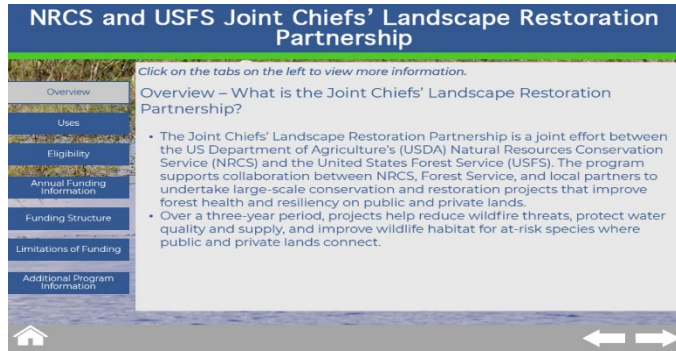 NRCS and USFS Joint Chiefs' Landscape Restoration
Partnership
Click on the tabs on the left to view more information.
Overview
Uses
Eligibility
Annual Funding
Information
Funding Structure
Limitations of Funding
Additional Program
Information
Overview – What is the Joint Chiefs' Landscape Restoration
Partnership?
• The Joint Chiefs' Landscape Restoration Partnership is a joint effort between
the US Department of Agriculture's (USDA) Natural Resources Conservation
Service (NRCS) and the United States Forest Service (USFS). The program
supports collaboration between NRCS, Forest Service, and local partners to
undertake large-scale conservation and restoration projects that improve
forest health and resiliency on public and private lands.
• Over a three-year period, projects help reduce wildfire threats, protect water
quality and supply, and improve wildlife habitat for at-risk species where
public and private lands connect.